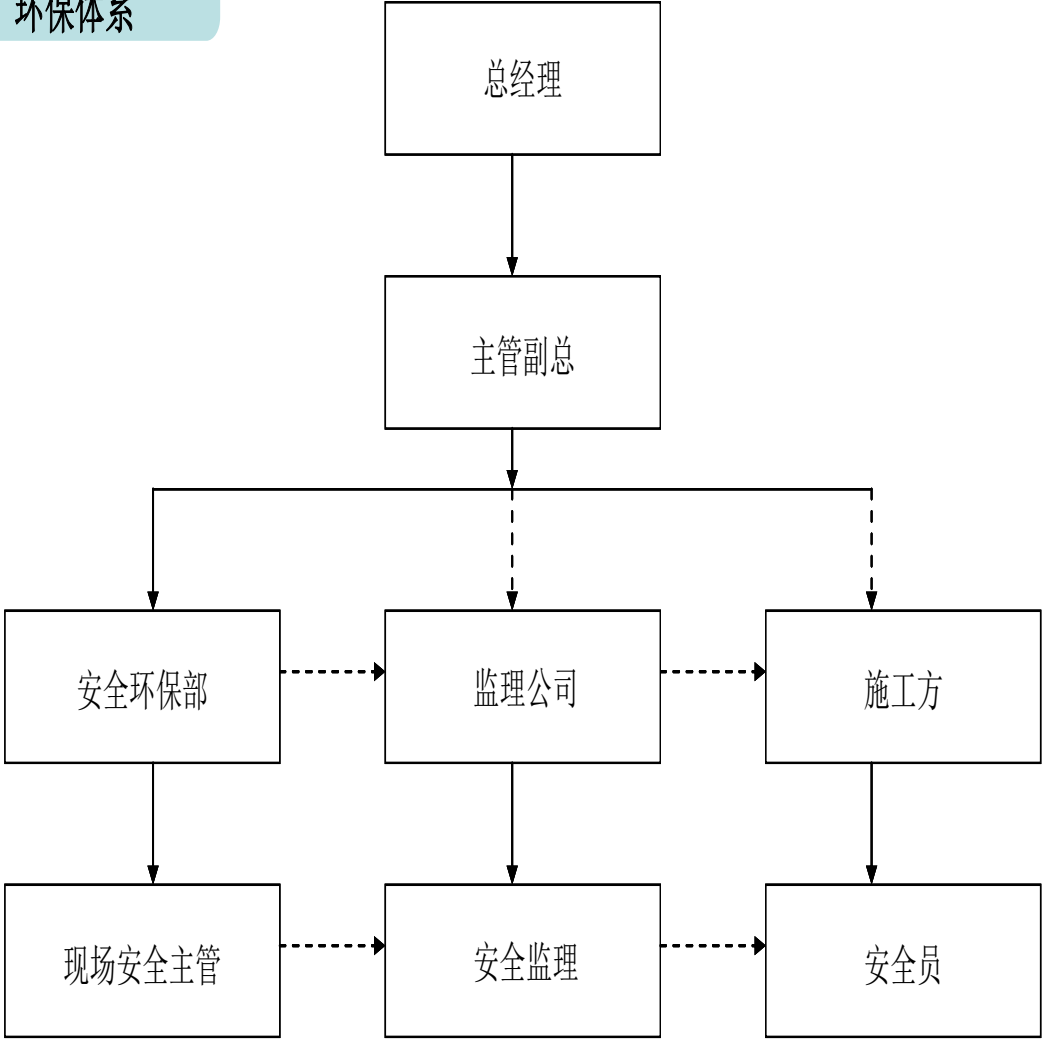 环保体系
总经理
主管副总
安全环保部
监理公司
施工方
现场安全主管
安全监理
安全员